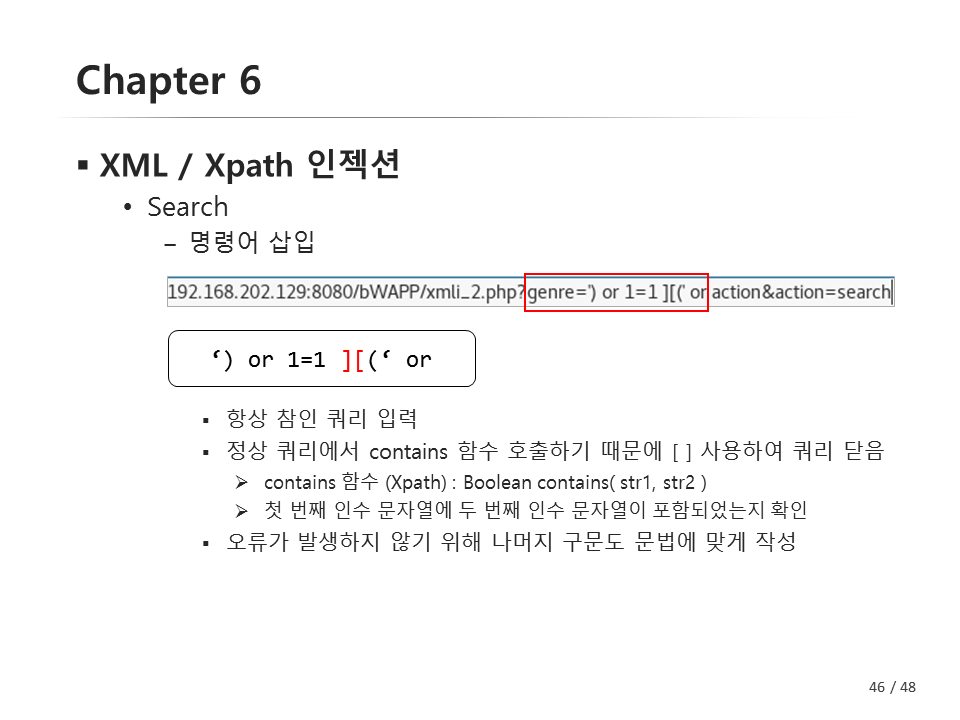 Chapter 6
▪ XML / Xpath 인젝션
• Search
– 명령어 삽입
192.168.202.129:8080/bWAPP/xmli_2.php?genre=') or 1=1 ][(' or action&action=search
‘) or 1=1 ][(‘ or
▪ 항상 참인 쿼리 입력
▪ 정상 쿼리에서 contains 함수 호출하기 때문에 [ ] 사용하여 쿼리 닫음
➢ contains 함수 (Xpath) : Boolean contains( str1, str2 )
➢ 첫 번째 인수 문자열에 두 번째 인수 문자열이 포함되었는지 확인
▪ 오류가 발생하지 않기 위해 나머지 구문도 문법에 맞게 작성
46 / 48